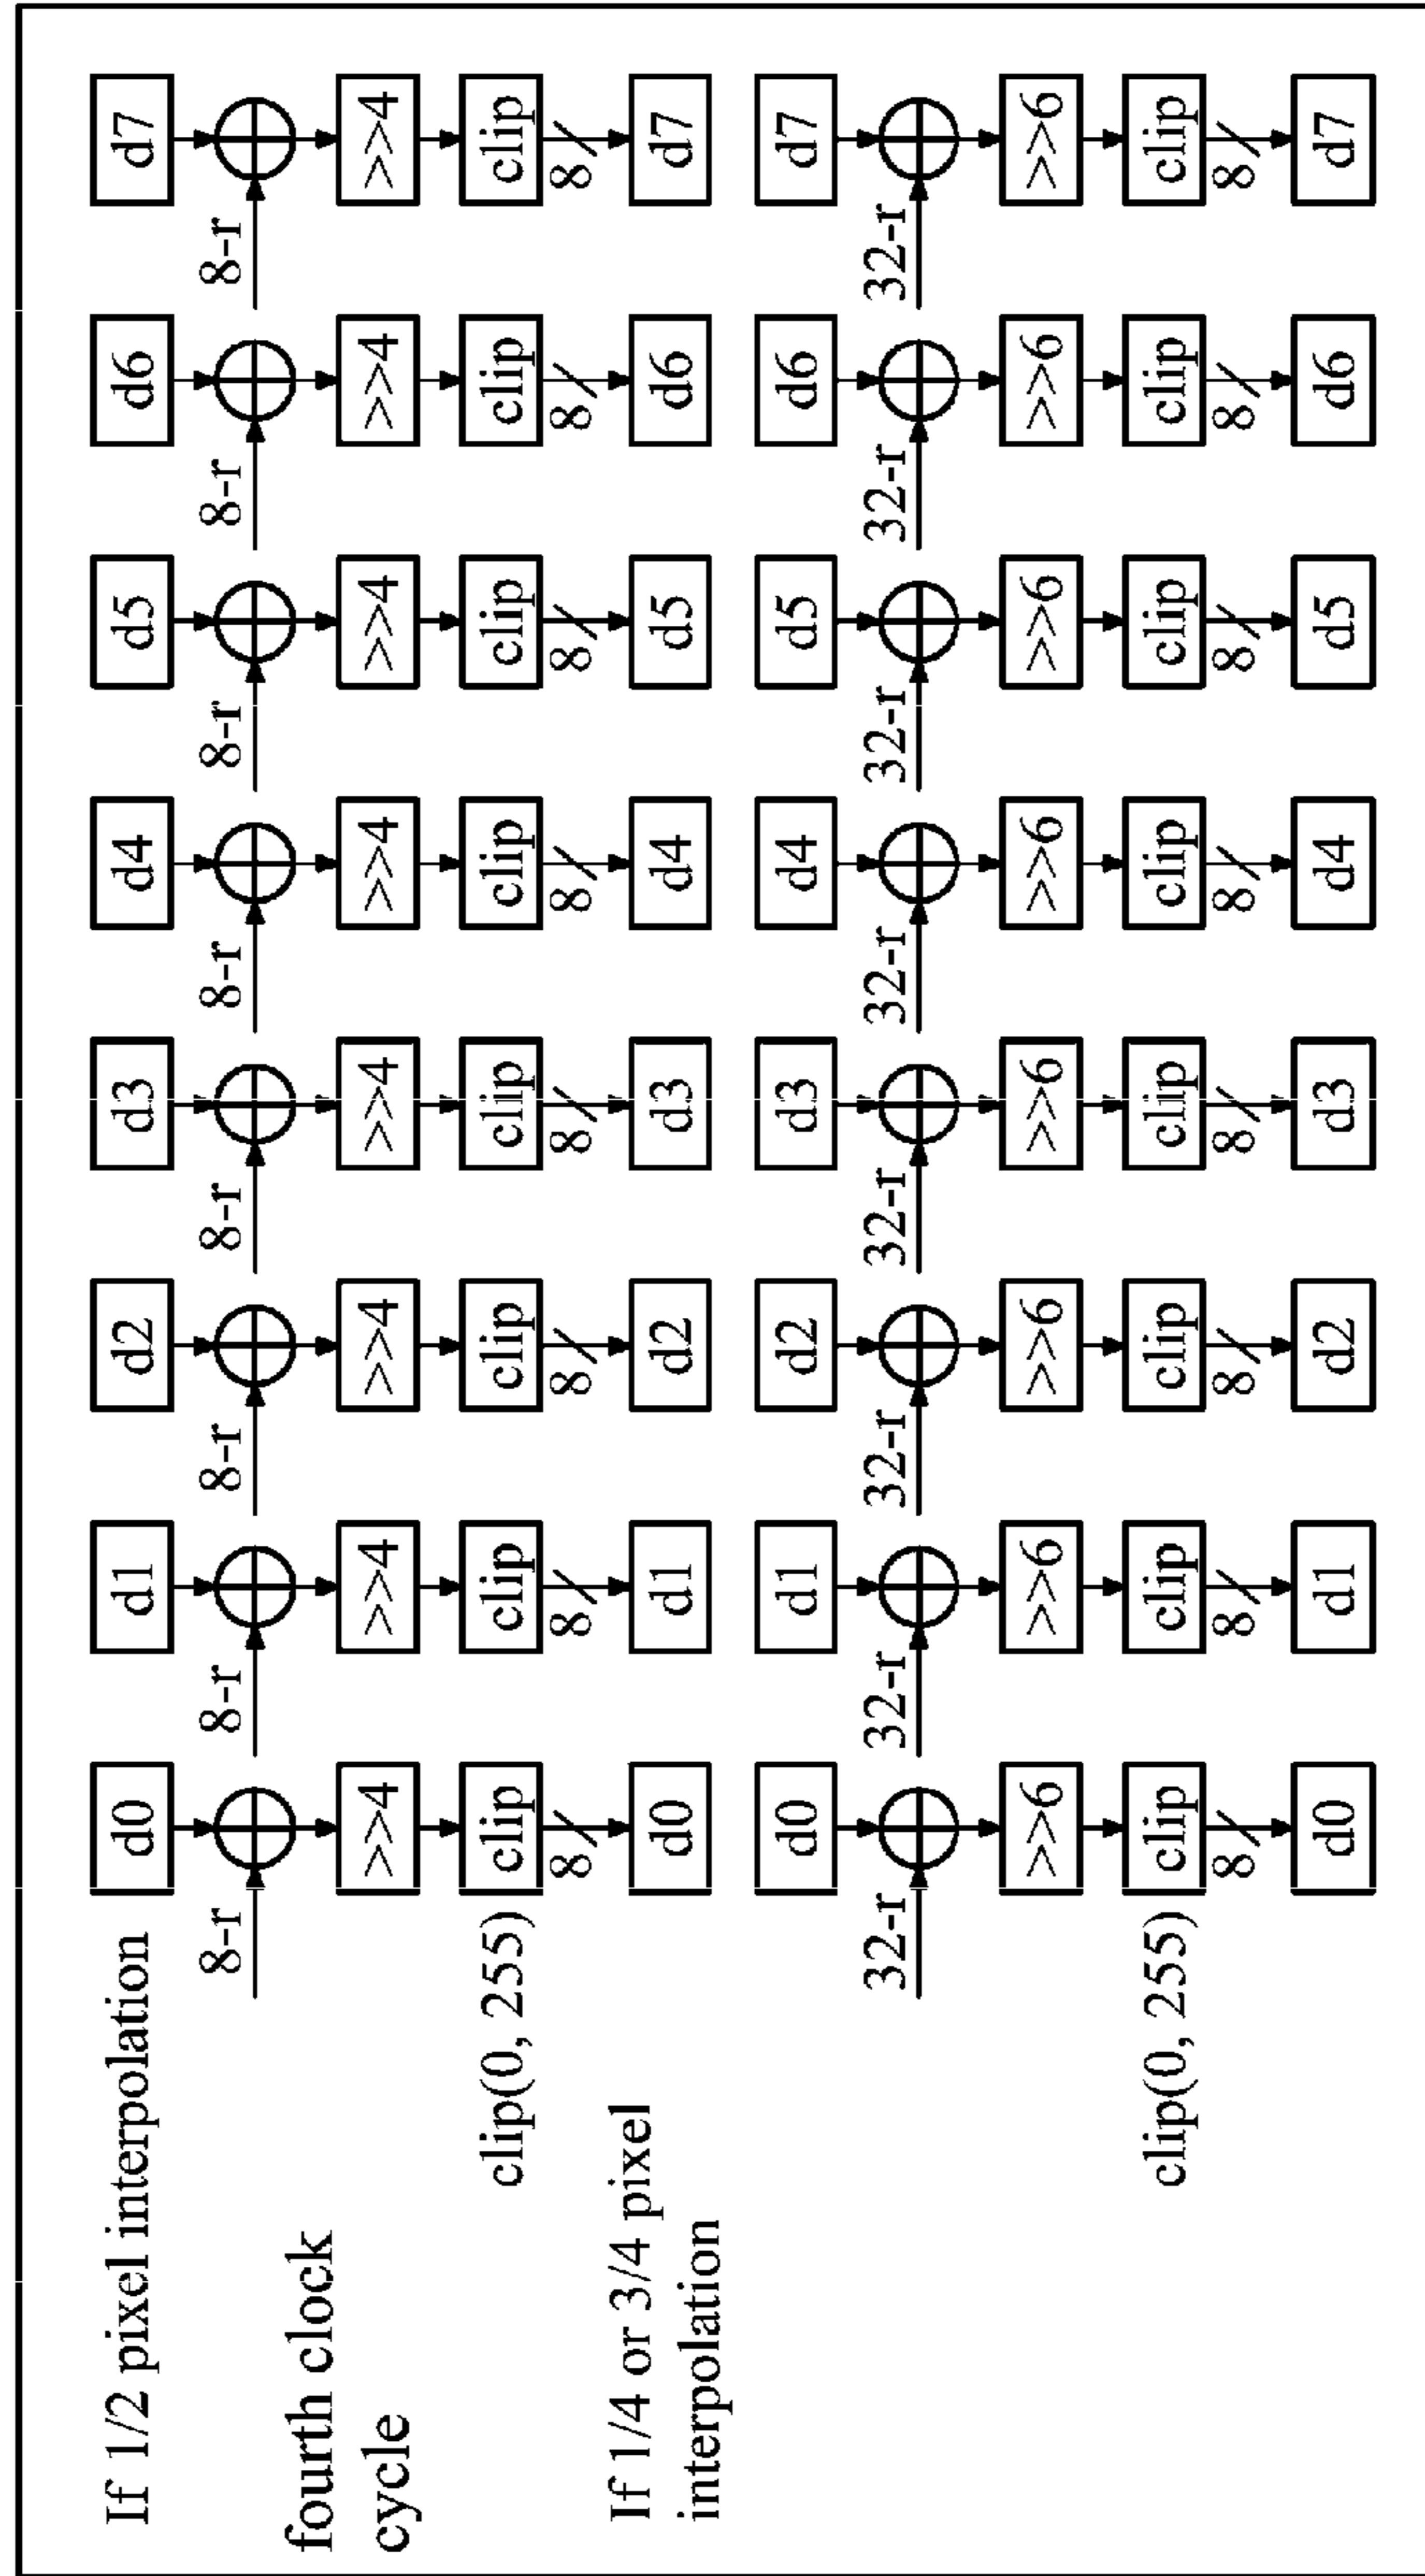 If 1/2 pixel interpolation
d0 d1 d2 d3 d4 d5 d6 d7
8-r 8-r 8-r 8-r 8-r 8-r 8-r 8-r
fourth clock
cycle
>>4 >>4 >>4 >>4 >>4 >>4 >>4 >>4
clip(0, 255) clip clip clip clip clip clip clip clip
8 8 8 8 8 8 8 8
If 1/4 or 3/4 pixel
interpolation
d0 d1 d2 d3 d4 d5 d6 d7
d0 d1 d2 d3 d4 d5 d6 d7
32-r 32-r 32-r 32-r 32-r 32-r 32-r 32-r
>>6 >>6 >>6 >>6 >>6 >>6 >>6 >>6
clip(0, 255) clip clip clip clip clip clip clip clip
8 8 8 8 8 8 8 8
d0 d1 d2 d3 d4 d5 d6 d7